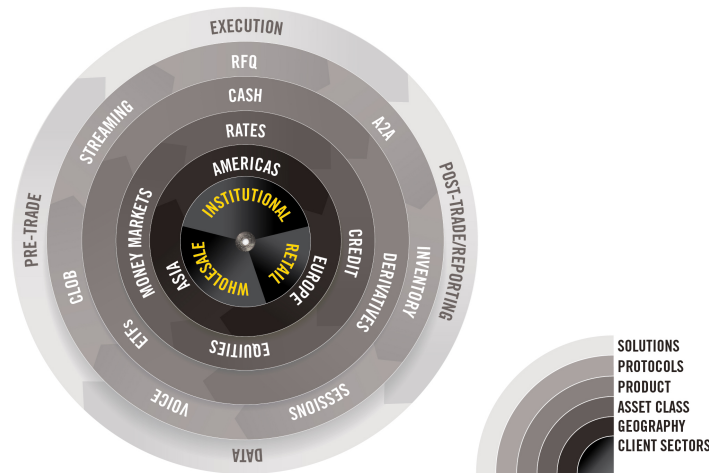 EXECUTION
RFQ
CASH
RATES
AMERICAS
INSTITUTIONAL
STREAMING
A2A
PRE-TRADE
POST-TRADE/REPORTING
CLOB
MONEY MARKETS
ASIA
WHOLESALE
RETAIL
EUROPE
CREDIT
DERIVATIVES
INVENTORY
ETFs
EQUITIES
VOICE
SESSIONS
DATA
SOLUTIONS
PROTOCOLS
PRODUCT
ASSET CLASS
GEOGRAPHY
CLIENT SECTORS